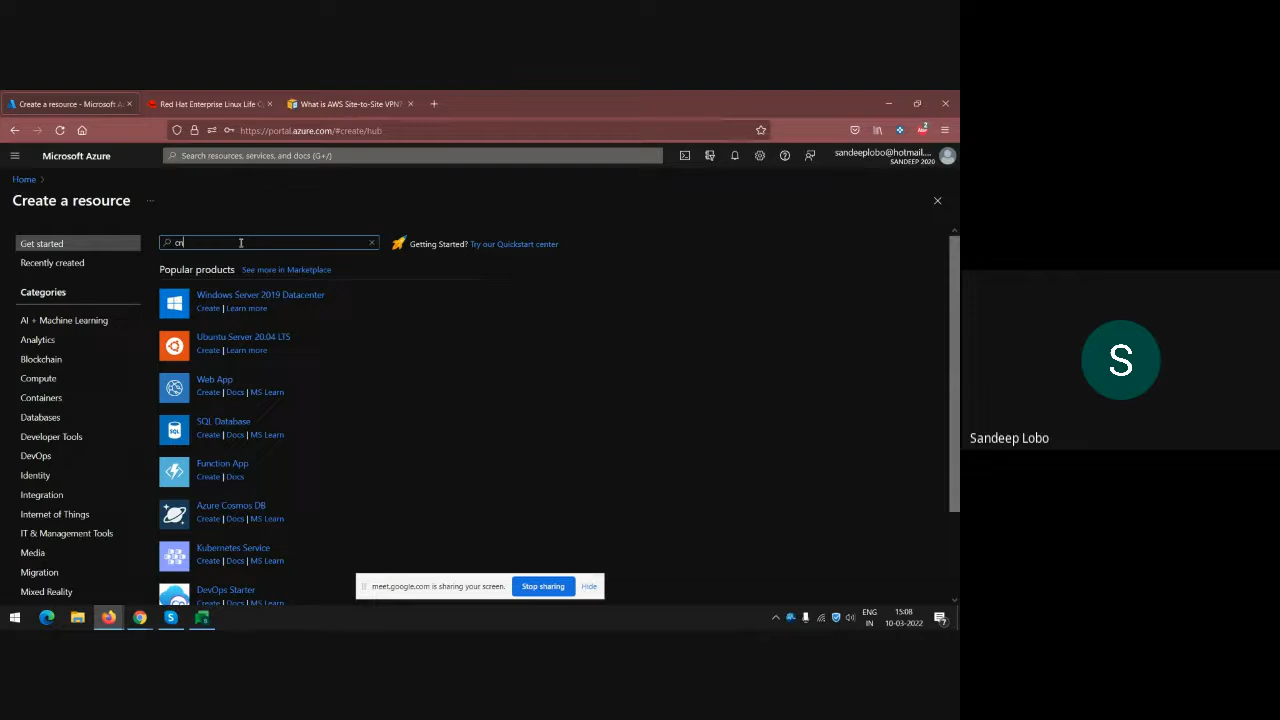 Create a resource - Microsoft A
Red Hat Enterprise Linux Life C
What is AWS Site-to-Site VPN?
https://portal.azure.com/#create/hub
2
Microsoft Azure
Search resources, services, and docs (G+/)
sandeeplobo@hotmail....
SANDEEP 2020
Home
Create a resource
...
Get started
Recently created
Categories
AI + Machine Learning
Analytics
Blockchain
Compute
Containers
Databases
Developer Tools
DevOps
Identity
Integration
Internet of Things
IT & Management Tools
Media
Migration
Mixed Reality
cn
Getting Started? Try our Quickstart center
Popular products See more in Marketplace
Windows Server 2019 Datacenter
Create | Learn more
Ubuntu Server 20.04 LTS
Create | Learn more
Web App
Create | Docs | MS Learn
SQL Database
Create | Docs | MS Learn
Function App
Create | Docs
Azure Cosmos DB
Create | Docs | MS Learn
Kubernetes Service
Create | Docs | MS Learn
DevOps Starter
Create | Docs | MS Learn
meet.google.com is sharing your screen. Stop sharing Hide
ENG
IN
15:08
10-03-2022
7
S
Sandeep Lobo